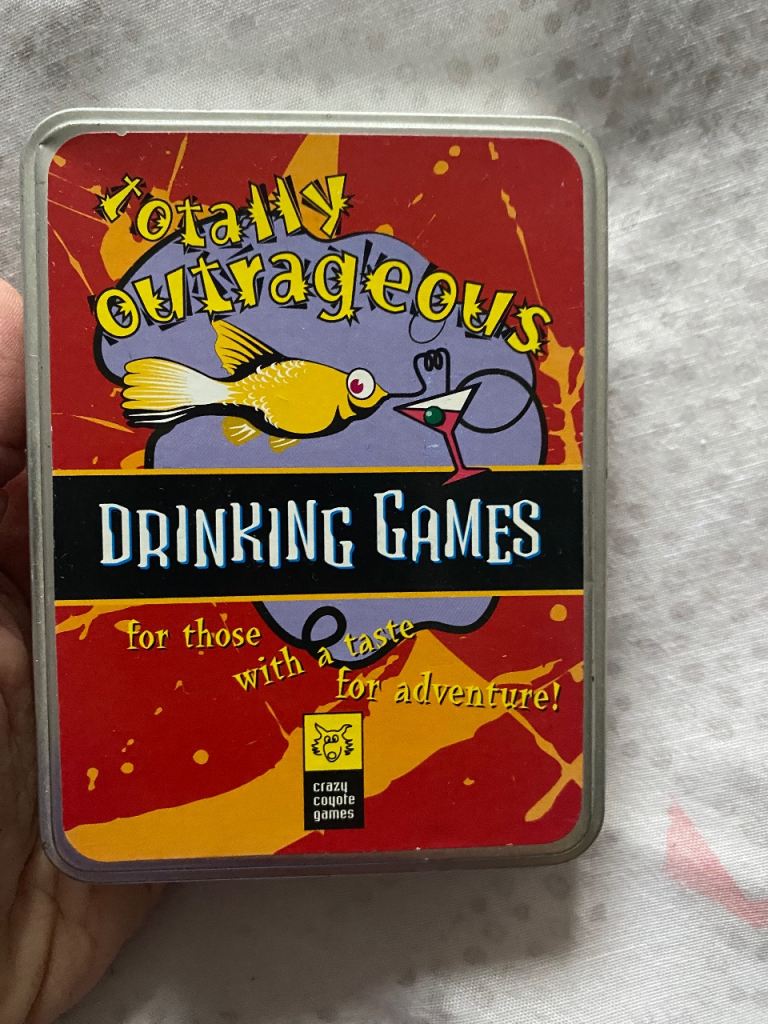 totally
outrageous
DRINKING GAMES
for those
with a taste
for adventure!
crazy
coyote
games